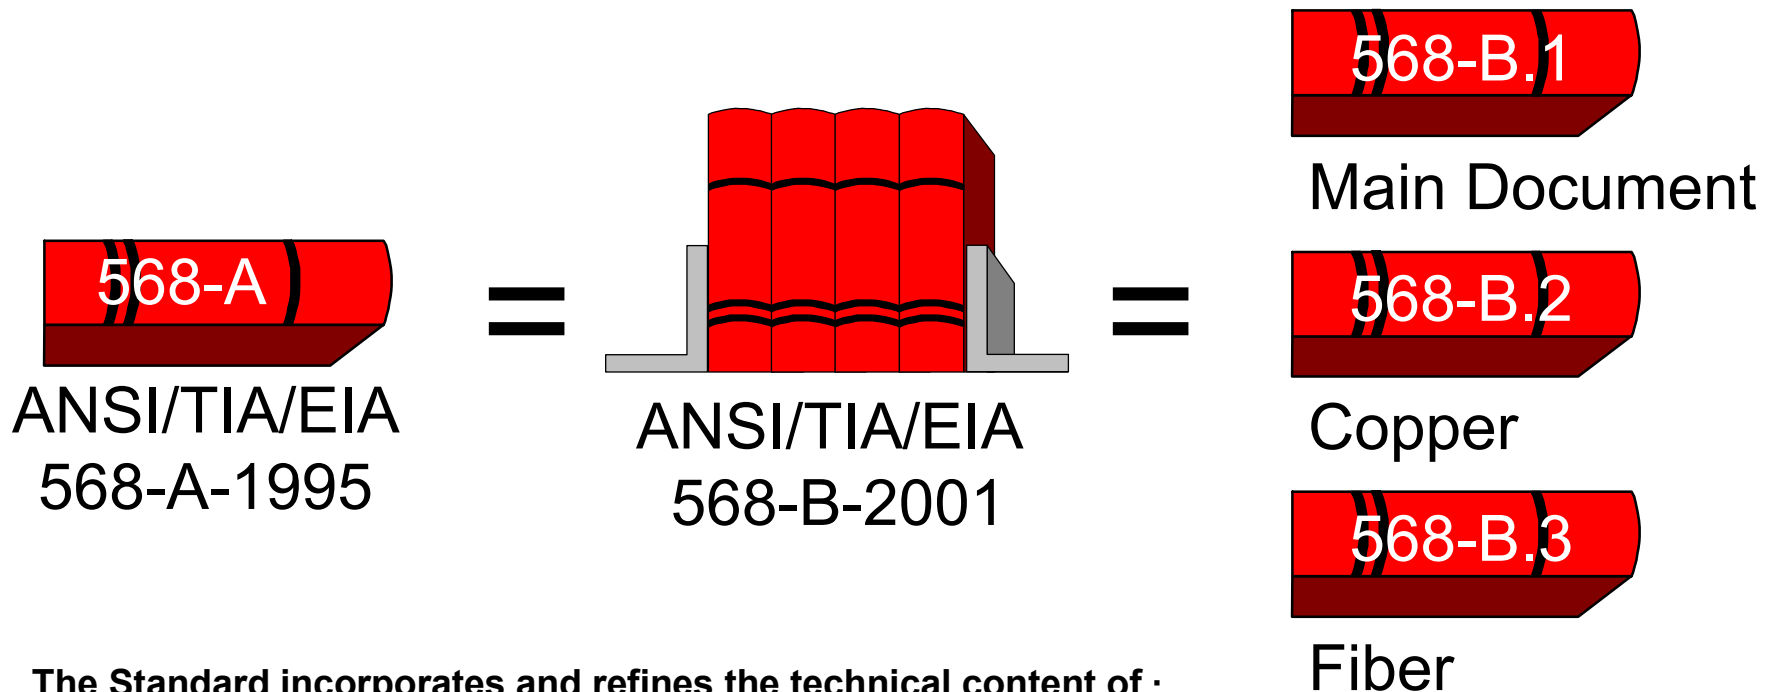 568-A
ANSI/TIA/EIA
568-A-1995
=
ANSI/TIA/EIA
568-B-2001
=
568-B.1
Main Document
568-B.2
Copper
568-B.3
Fiber
The Standard incorporates and refines the technical content of ·